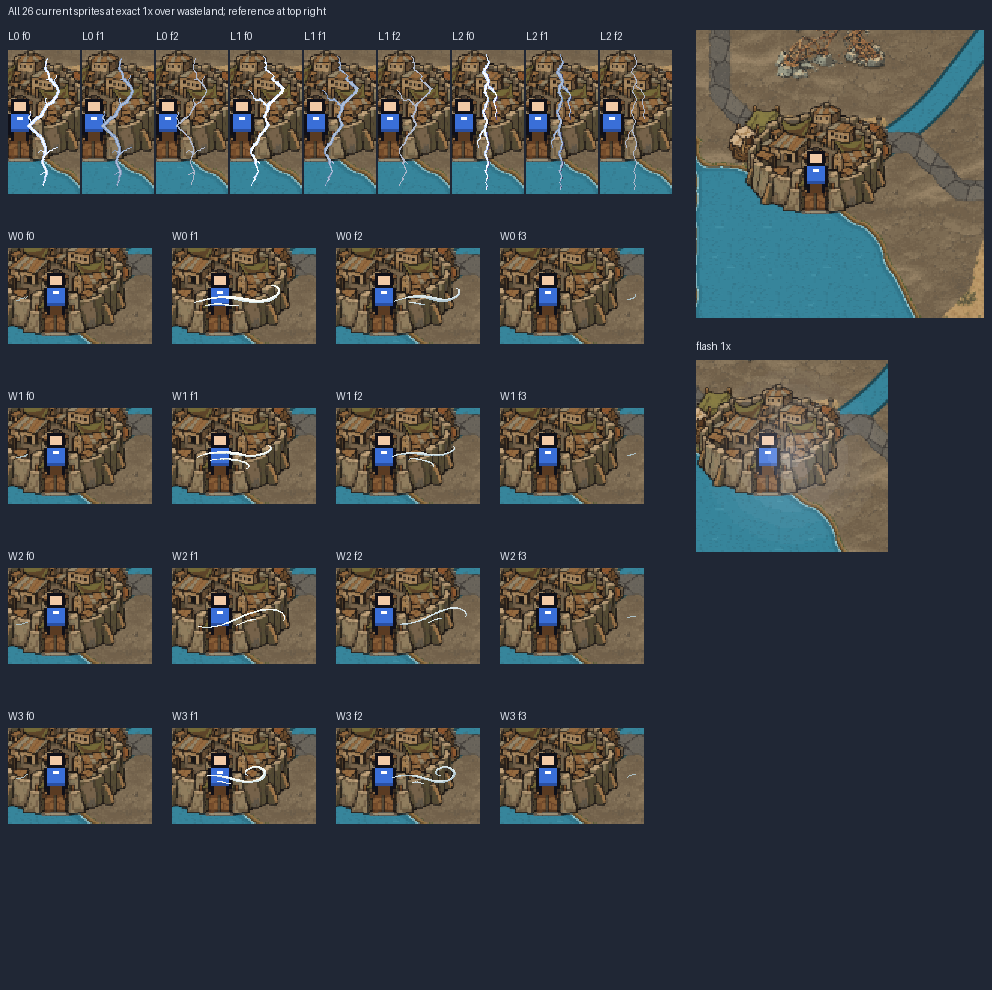 All 26 current sprites at exact 1x over wasteland; reference at top right
L0 f0
L0 f1
L0 f2
L1 f0
L1 f1
L1 f2
L2 f0
L2 f1
L2 f2
W0 f0
W0 f1
W0 f2
W0 f3
flash 1x
W1 f0
W1 f1
W1 f2
W1 f3
W2 f0
W2 f1
W2 f2
W2 f3
W3 f0
W3 f1
W3 f2
W3 f3